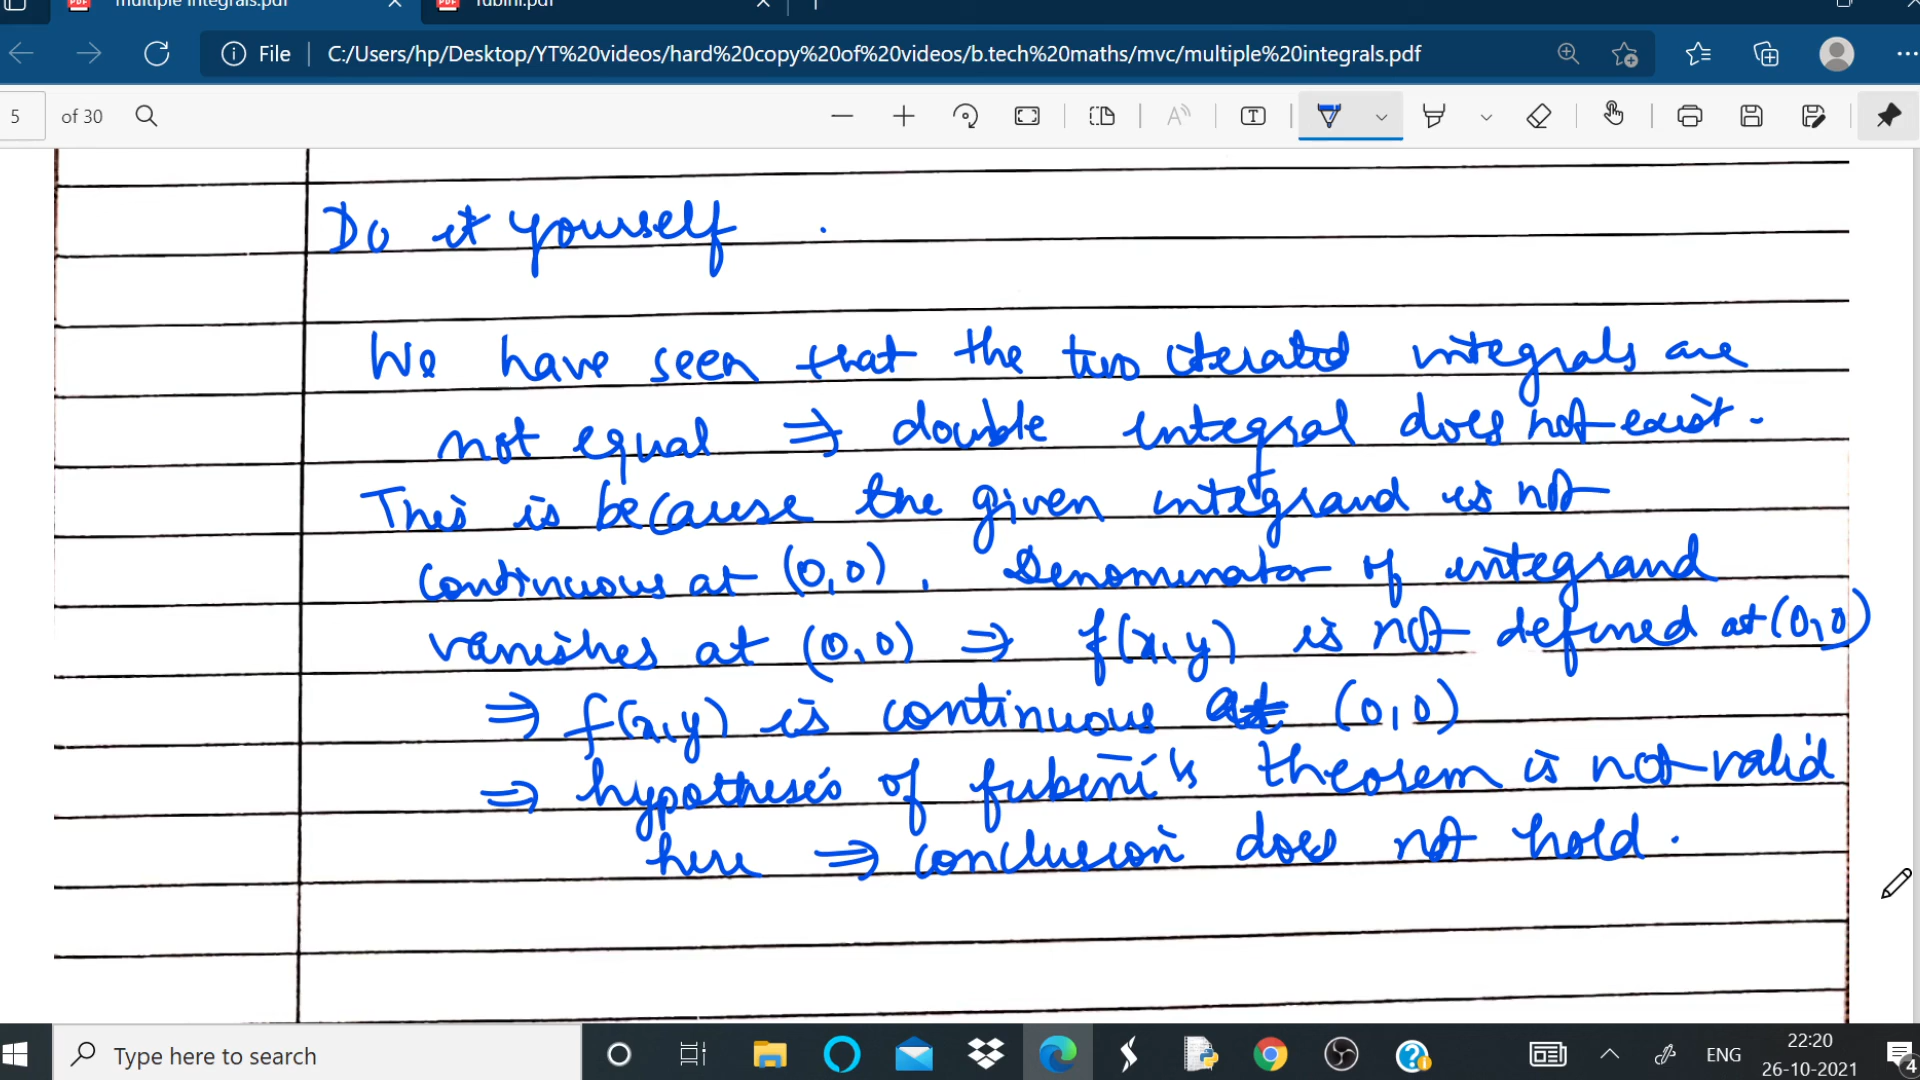 multiple integrals.pdf
fubini.pdf
File
C:/Users/hp/Desktop/YT%20videos/hard%20copy%20of%20videos/b.tech%20maths/mvc/multiple%20integrals.pdf
5 of 30
Do it yourself .
We have seen that the two iterated integrals are
not equal ⇒ double integral does not exist.
This is because the given integrand is not
continuous at (0,0). Denominator of integrand
vanishes at (0,0) ⇒ f(x,y) is not defined at (0,0)
⇒ f(x,y) is continuous at (0,0)
⇒ hypothesis of fubini's theorem is not valid
here ⇒ conclusion does not hold.
Type here to search
ENG
22:20
26-10-2021
4